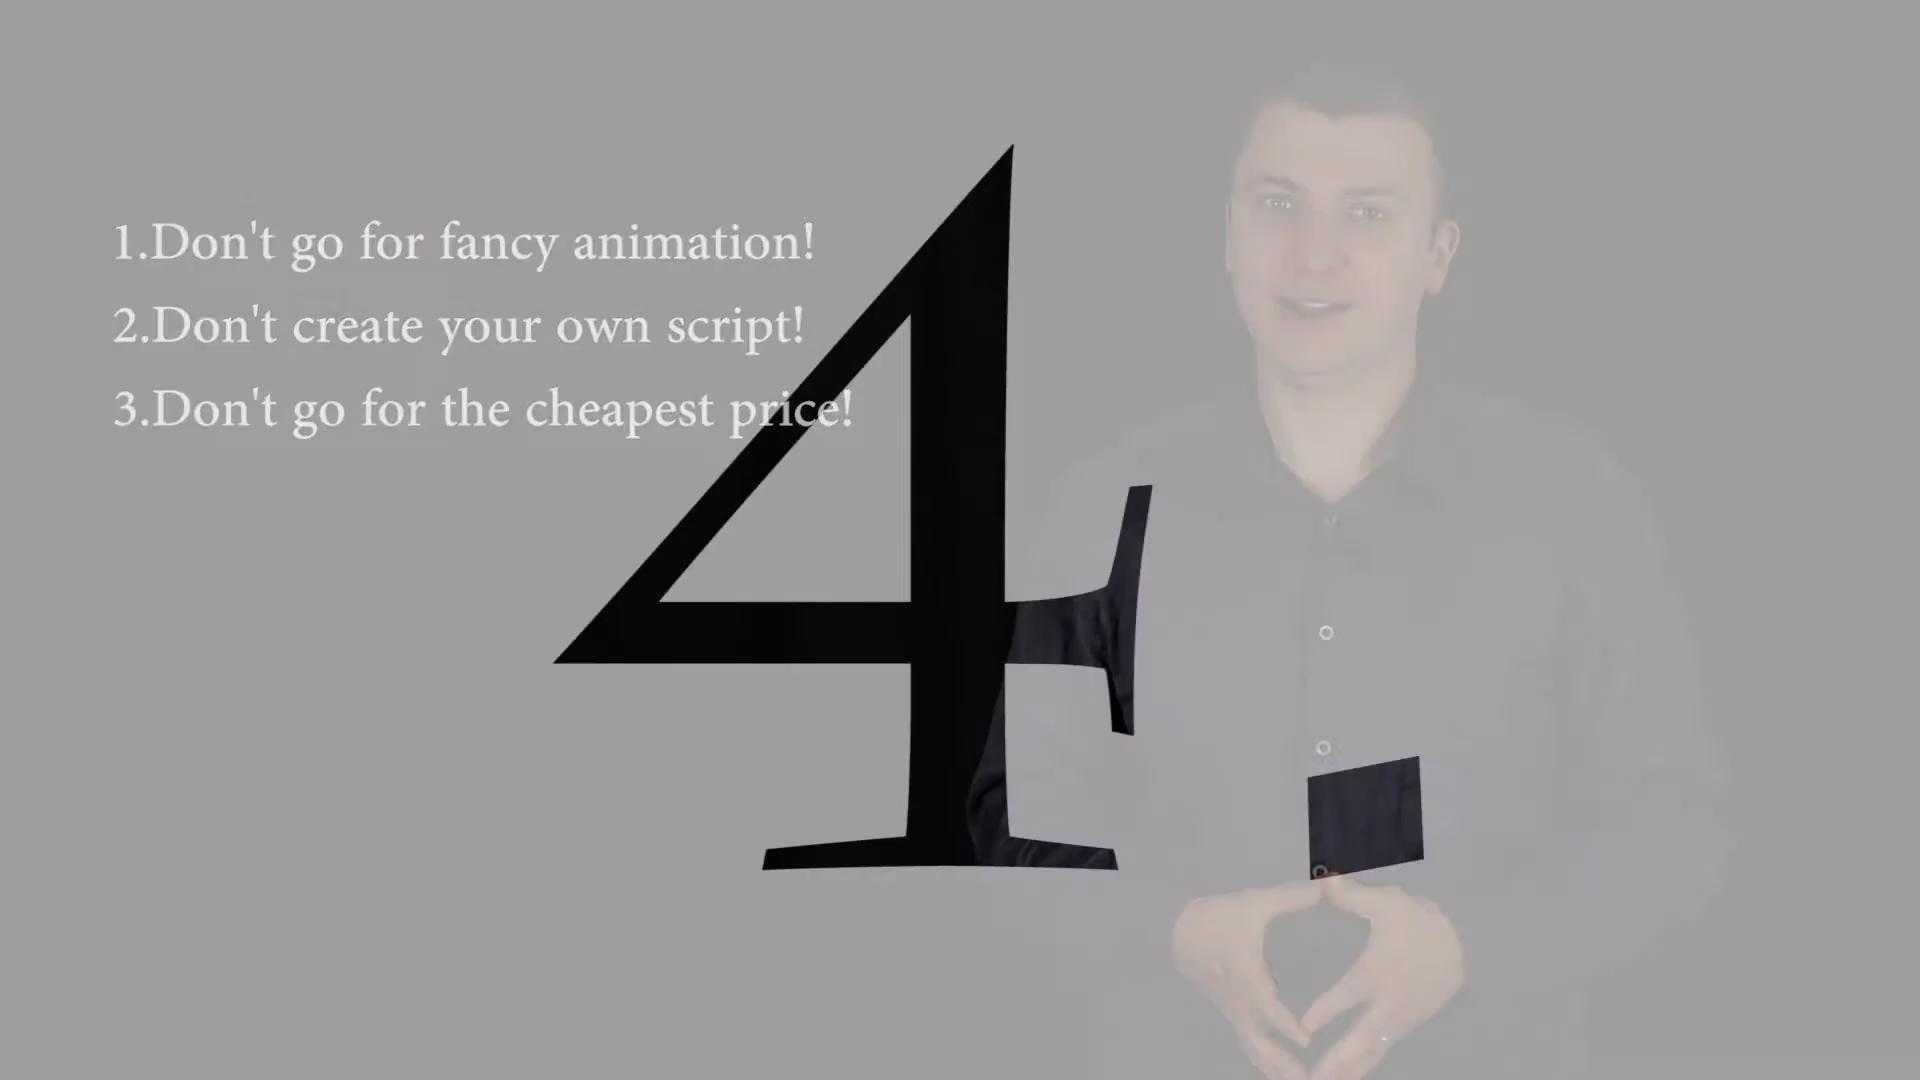 1.Don't go for fancy animation!
2.Don't create your own script!
3.Don't go for the cheapest price!
4.